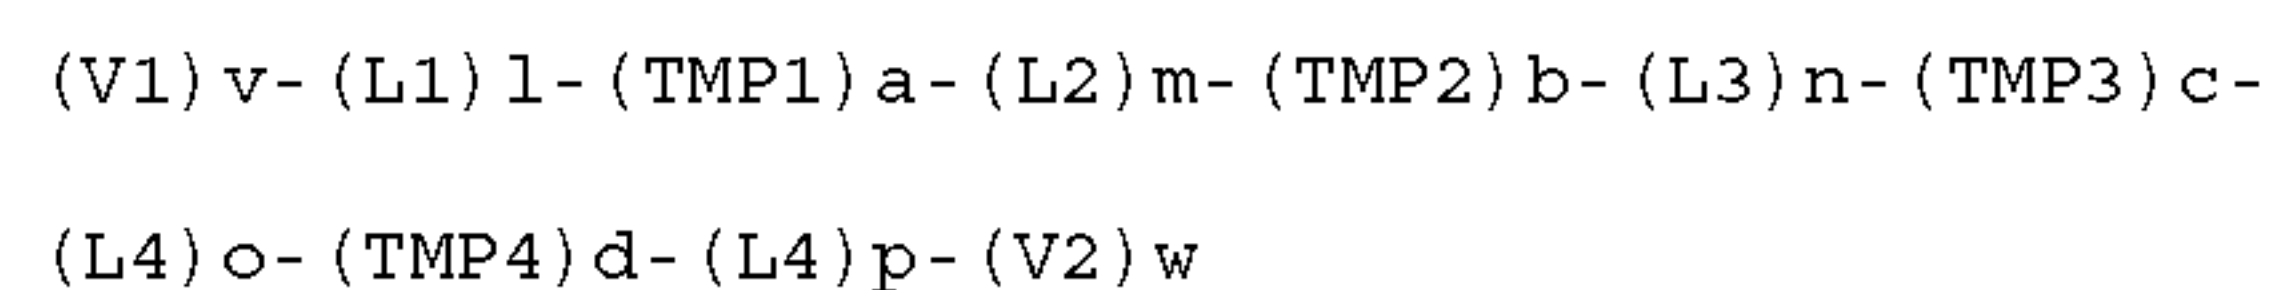 (V1)v-(L1)l-(TMP1)a-(L2)m-(TMP2)b-(L3)n-(TMP3)c-
(L4)o-(TMP4)d-(L4)p-(V2)w